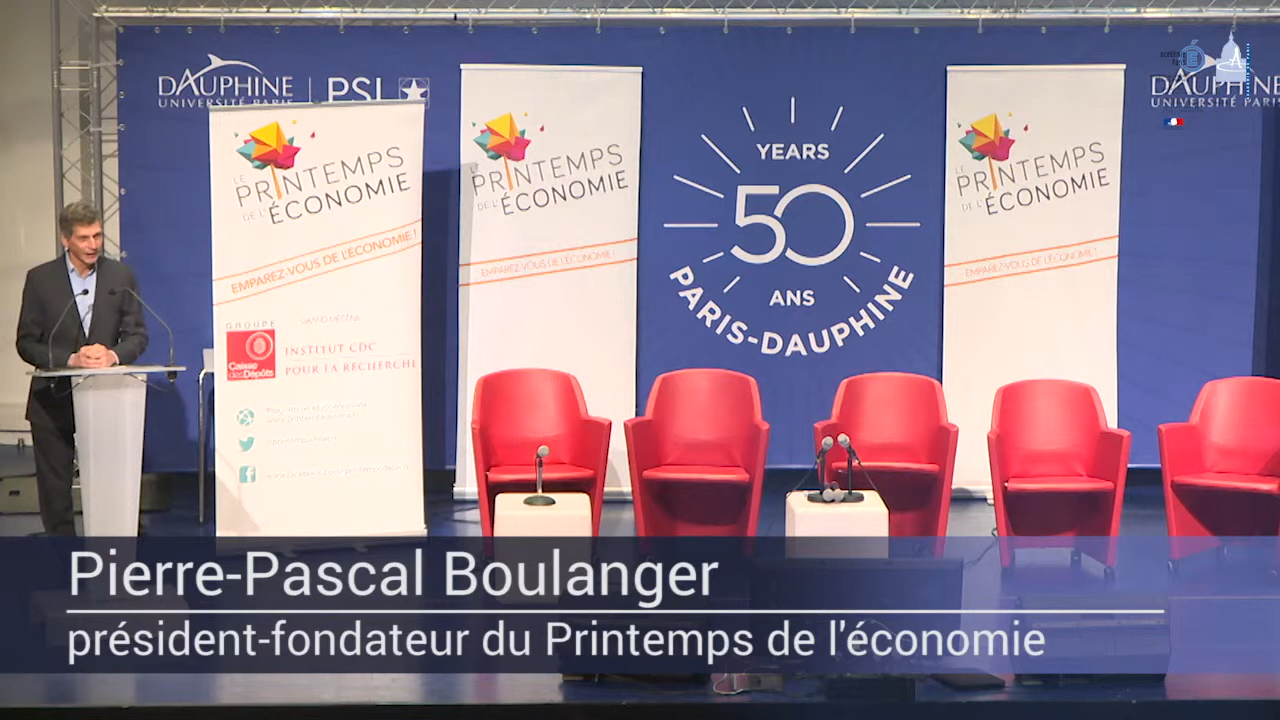 DAUPHINE
UNIVERSITÉ PARIS
PSL
LE
PRINTEMPS
DE L'ÉCONOMIE
EMPAREZ-VOUS DE L'ÉCONOMIE !
GRAND MÉCÈNE
GROUPE
Caisse
des Dépôts
INSTITUT CDC
POUR LA RECHERCHE
LE
PRINTEMPS
DE L'ÉCONOMIE
EMPAREZ-VOUS DE L'ÉCONOMIE !
YEARS
50
ANS
PARIS-DAUPHINE
LE
PRINTEMPS
DE L'ÉCONOMIE
EMPAREZ-VOUS DE L'ÉCONOMIE !
DAUPHINE
UNIVERSITÉ PARIS
Pierre-Pascal Boulanger
président-fondateur du Printemps de l'économie